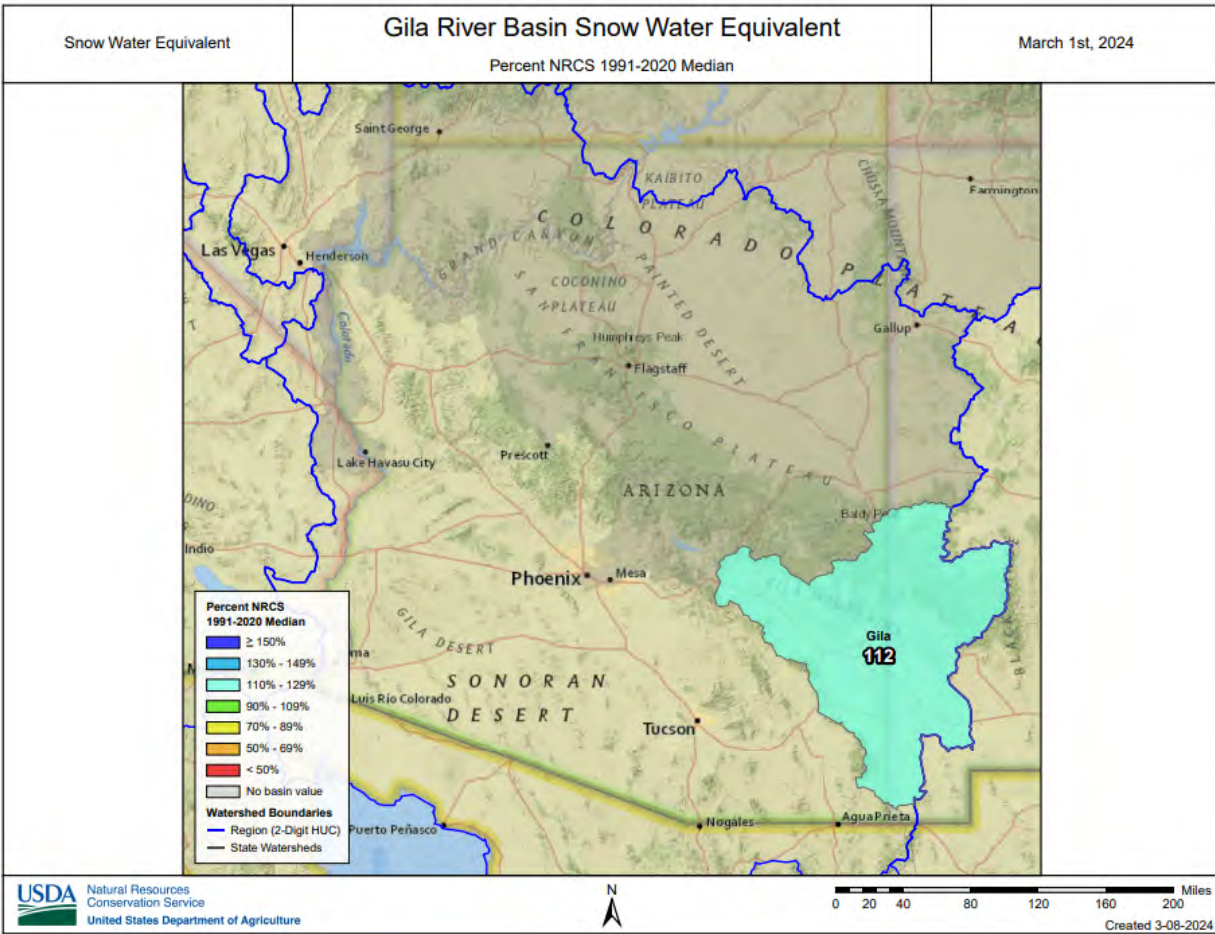 Snow Water Equivalent
Gila River Basin Snow Water Equivalent
Percent NRCS 1991-2020 Median
March 1st, 2024
Saint George
KAIBITO
PLATEAU
CHUSKA MOUNT
Farmington
COLORADO PLATEA
Las Vegas
Henderson
GRAND CANYON
PAINTED DESERT
COCONINO
PLATEAU
SAN FRANCISCO PLATEAU
Colorado
Gallup
Humphreys Peak
Flagstaff
Prescott
Lake Havasu City
ARIZONA
DINO
Baldy Pe
Indio
Phoenix
Mesa
BLACK
GILA DESERT
Gila
112
ma
SONORAN
DESERT
Luis Río Colorado
Tucson
Nogales
Agua Prieta
Puerto Peñasco
Percent NRCS
1991-2020 Median
≥ 150%
130% - 149%
110% - 129%
90% - 109%
70% - 89%
50% - 69%
< 50%
No basin value
Watershed Boundaries
Region (2-Digit HUC)
State Watersheds
USDA
Natural Resources
Conservation Service
United States Department of Agriculture
N
Miles
0 20 40 80 120 160 200
Created 3-08-2024